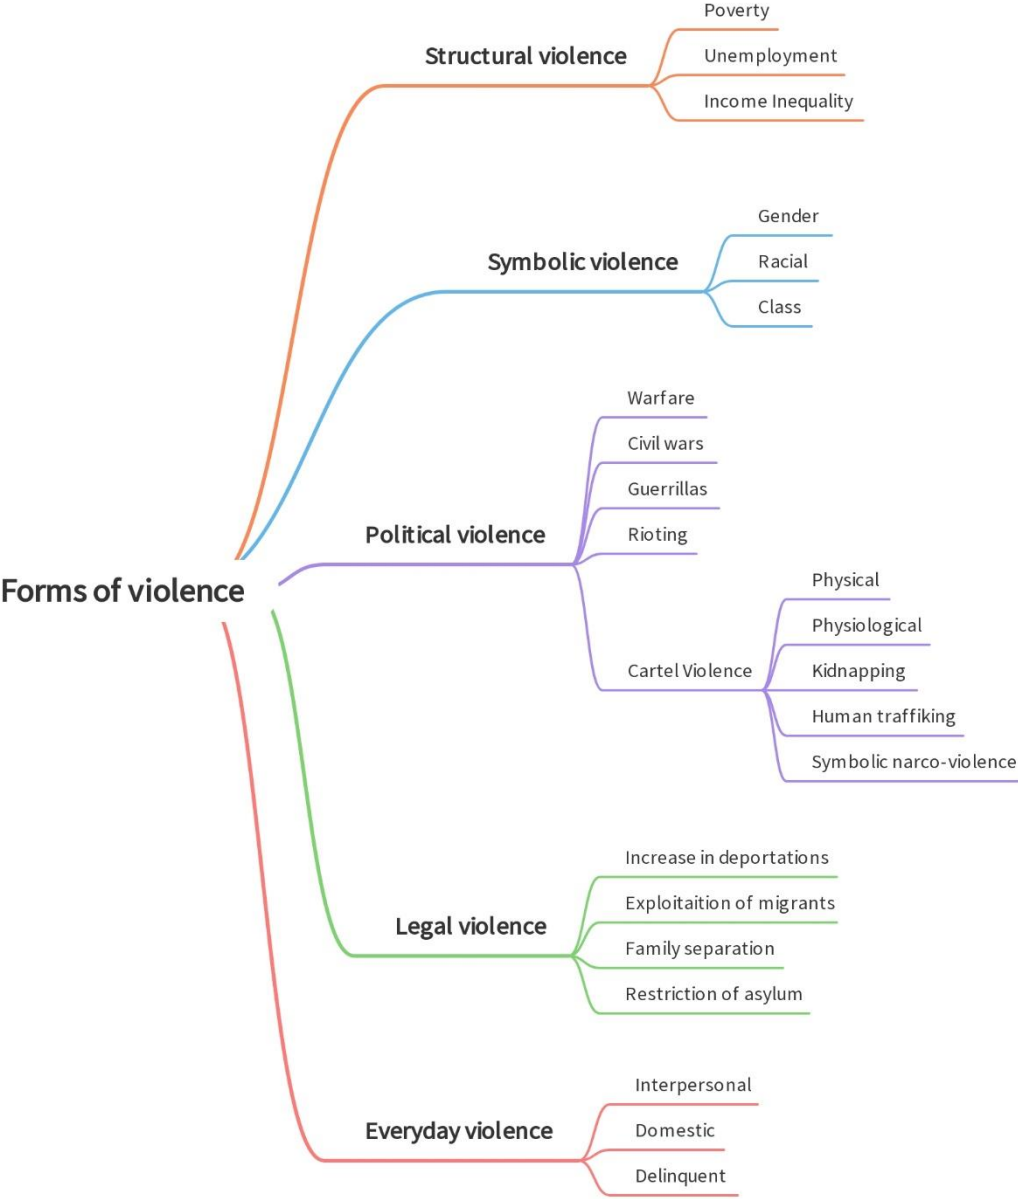 Forms of violence
Structural violence
Poverty
Unemployment
Income Inequality
Symbolic violence
Gender
Racial
Class
Political violence
Warfare
Civil wars
Guerrillas
Rioting
Cartel Violence
Physical
Physiological
Kidnapping
Human traffiking
Symbolic narco-violence
Legal violence
Increase in deportations
Exploitaition of migrants
Family separation
Restriction of asylum
Everyday violence
Interpersonal
Domestic
Delinquent